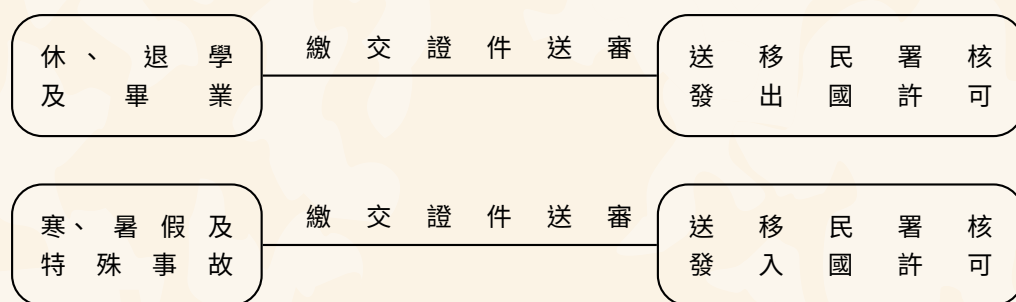 休、退學
及畢業
繳交證件送審
送移民署核
發出國許可
寒、暑假及
特殊事故
繳交證件送審
送移民署核
發入國許可